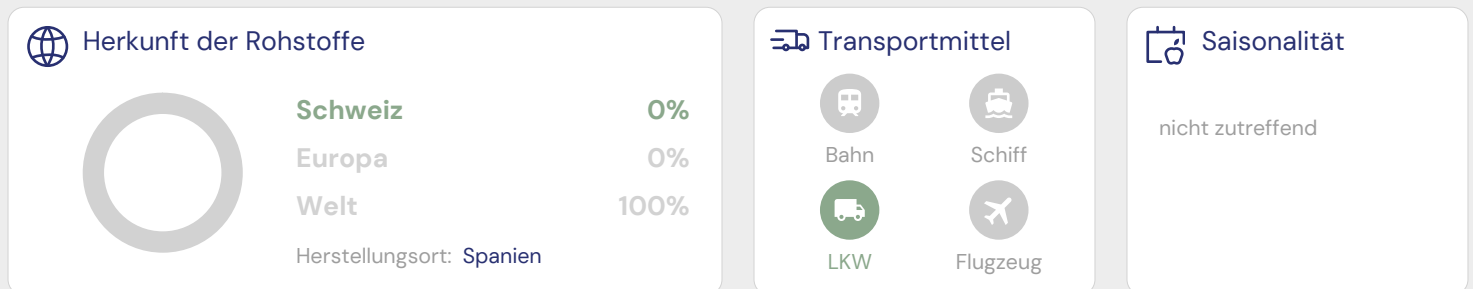 Herkunft der Rohstoffe
Schweiz 0%
Europa 0%
Welt 100%
Herstellungsort: Spanien
Transportmittel
Bahn Schiff
LKW Flugzeug
Saisonalität
nicht zutreffend